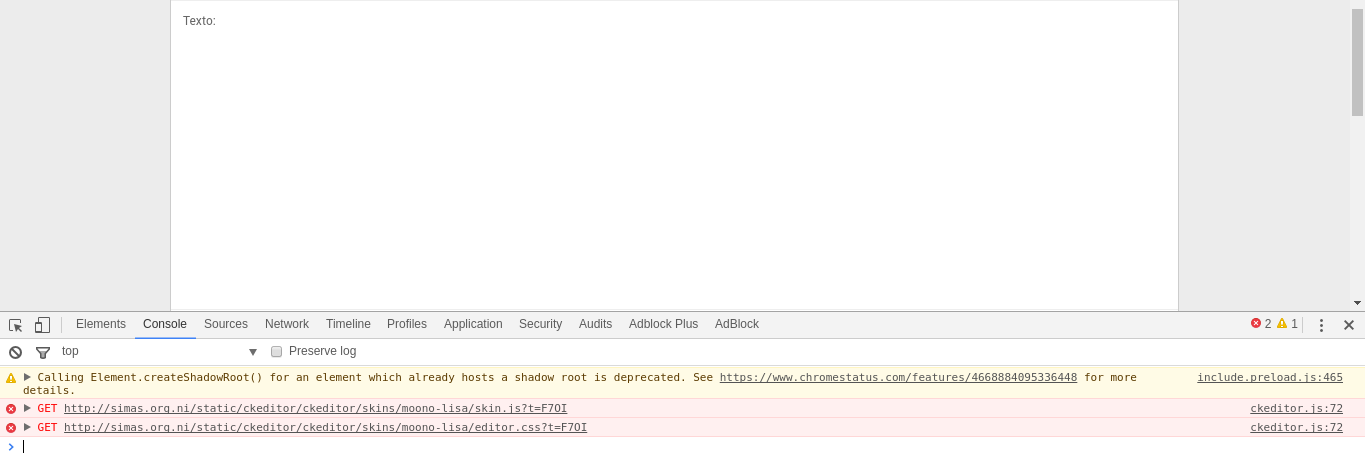 Texto:
Elements Console Sources Network Timeline Profiles Application Security Audits Adblock Plus AdBlock 2 1
top Preserve log
Calling Element.createShadowRoot() for an element which already hosts a shadow root is deprecated. See https://www.chromestatus.com/features/4668884095336448 for more include.preload.js:465
details.
GET http://simas.org.ni/static/ckeditor/ckeditor/skins/moono-lisa/skin.js?t=F7OI ckeditor.js:72
GET http://simas.org.ni/static/ckeditor/ckeditor/skins/moono-lisa/editor.css?t=F7OI ckeditor.js:72